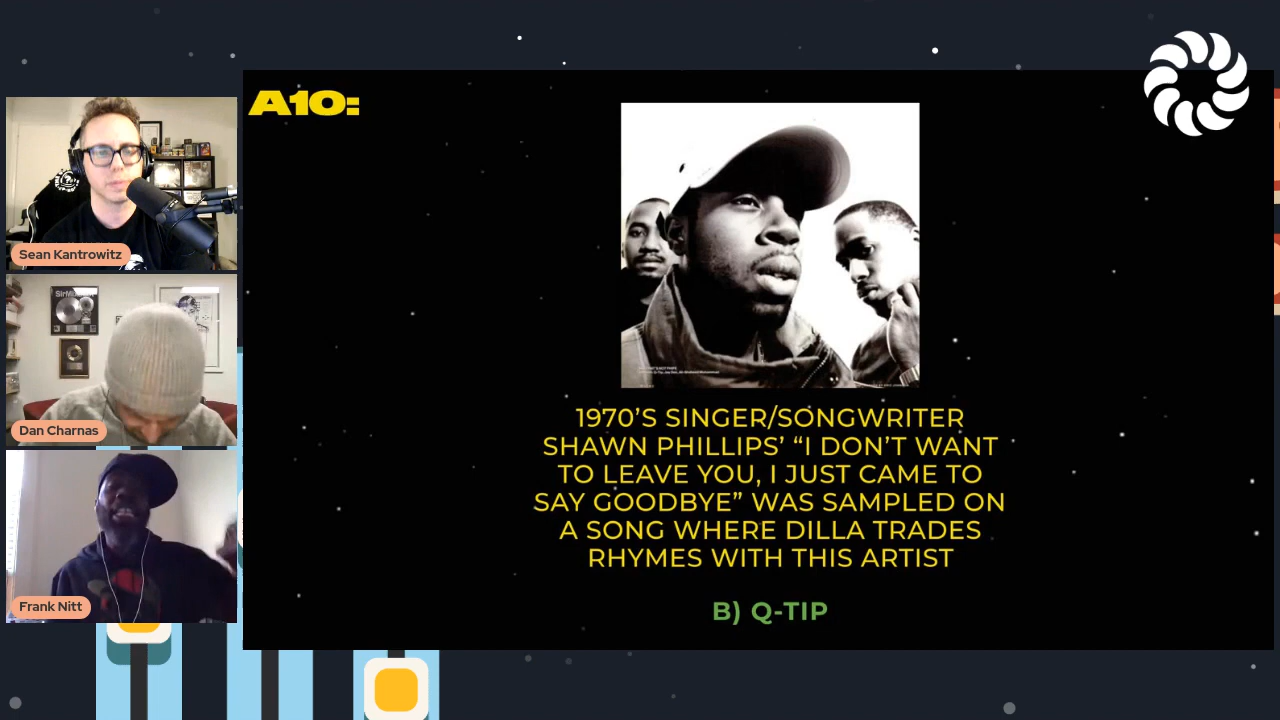 A10:
Sean Kantrowitz
SirMix
Dan Charnas
Frank Nitt
1970'S SINGER/SONGWRITER
SHAWN PHILLIPS' “I DON'T WANT
TO LEAVE YOU, I JUST CAME TO
SAY GOODBYE” WAS SAMPLED ON
A SONG WHERE DILLA TRADES
RHYMES WITH THIS ARTIST
B) Q-TIP